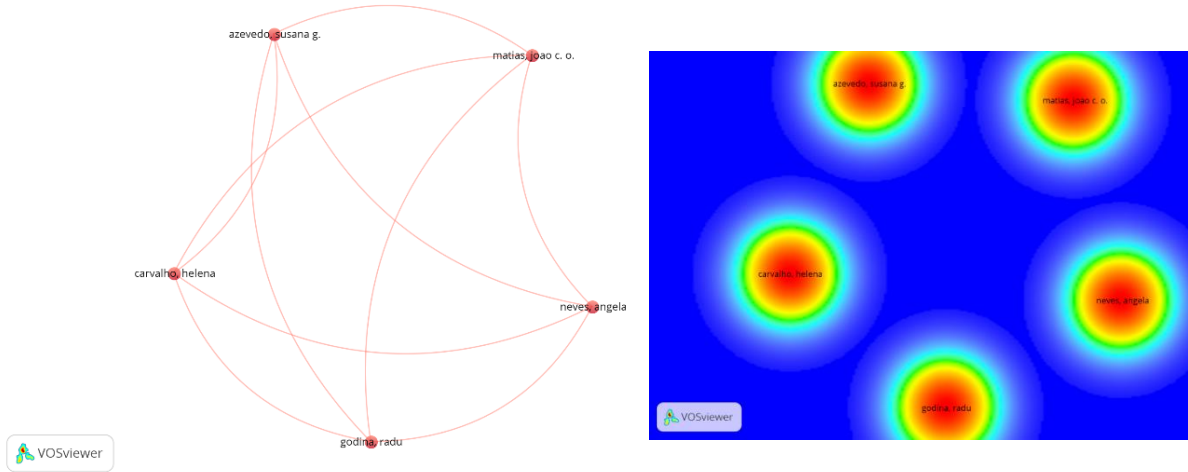 azevedo, susana g.
matias, joao c. o.
carvalho, helena
neves, angela
godina, radu
VOSviewer
azevedo, susana g.
matias, joao c. o.
carvalho, helena
neves, angela
godina, radu
VOSviewer